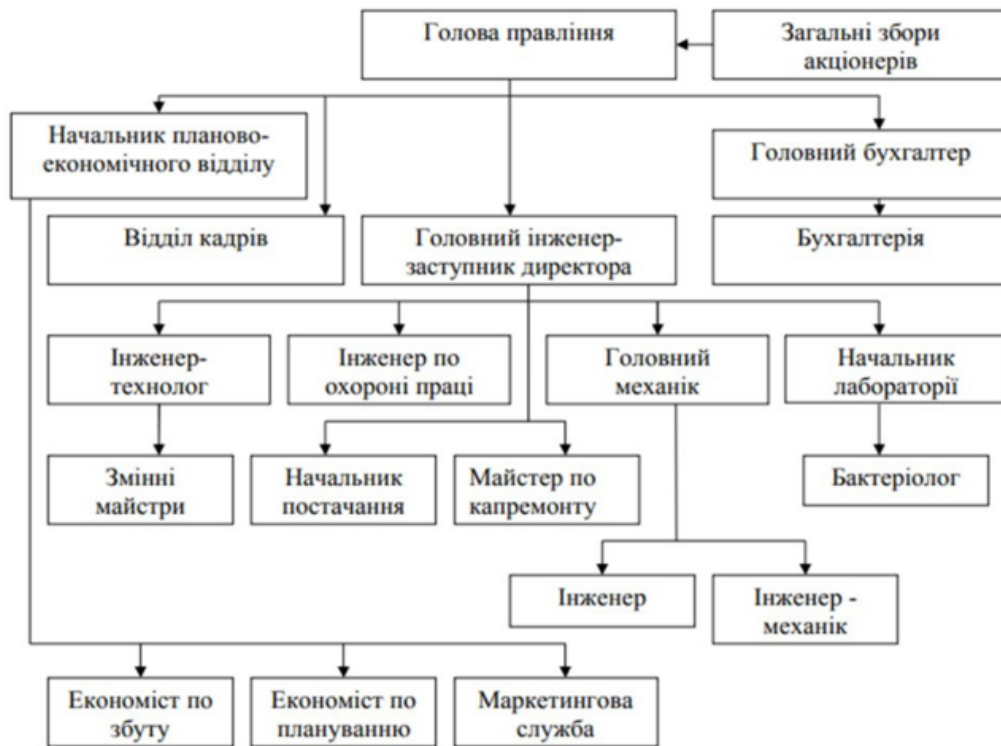 Голова правління
Загальні збори
акціонерів
Начальник планово-
економічного відділу
Головний бухгалтер
Відділ кадрів
Головний інженер-
заступник директора
Бухгалтерія
Інженер-
технолог
Інженер по
охороні праці
Головний
механік
Начальник
лабораторії
Змінні
майстри
Начальник
постачання
Майстер по
капремонту
Бактеріолог
Інженер
Інженер -
механік
Економіст по
збуту
Економіст по
плануванню
Маркетингова
служба